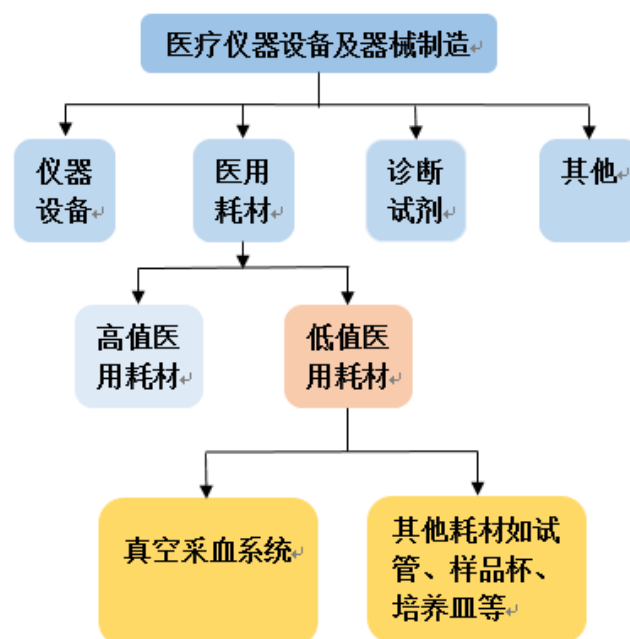 医疗仪器设备及器械制造
仪器
设备
医用
耗材
诊断
试剂
其他
高值医
用耗材
低值医
用耗材
真空采血系统
其他耗材如试
管、样品杯、
培养皿等